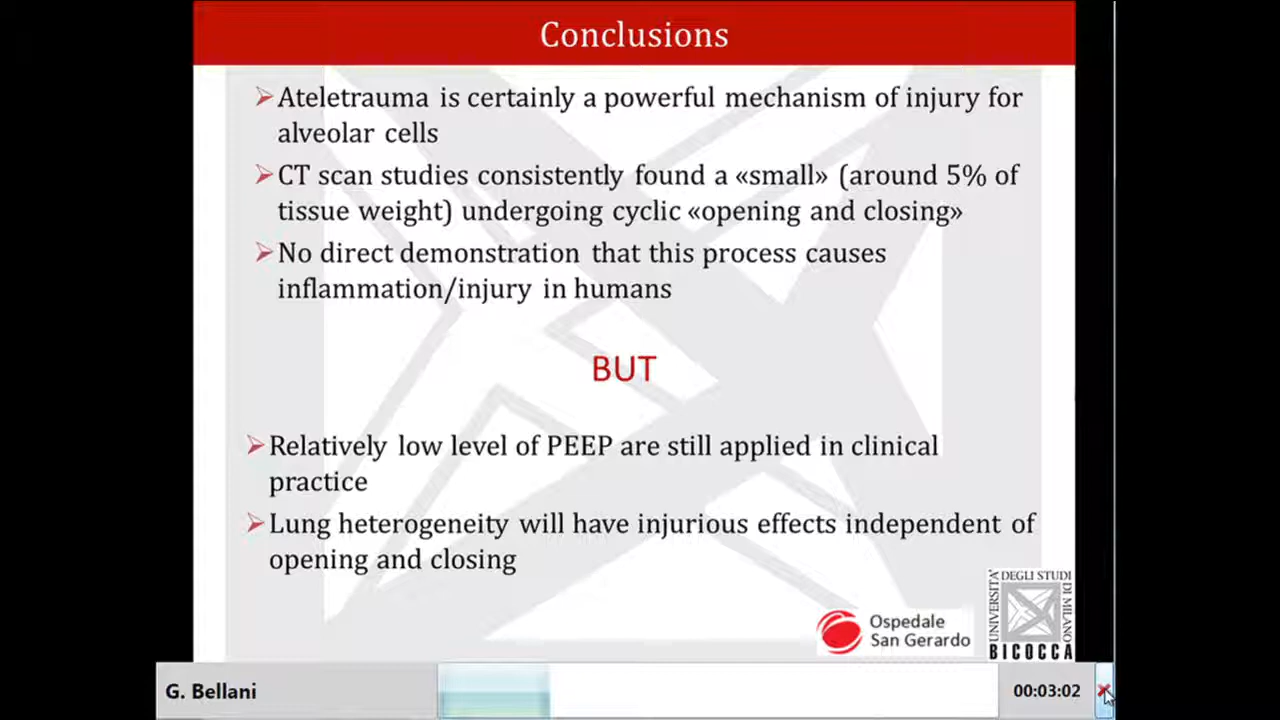 Conclusions
Ateletrauma is certainly a powerful mechanism of injury for
alveolar cells
CT scan studies consistently found a «small» (around 5% of
tissue weight) undergoing cyclic «opening and closing»
No direct demonstration that this process causes
inflammation/injury in humans
BUT
Relatively low level of PEEP are still applied in clinical
practice
Lung heterogeneity will have injurious effects independent of
opening and closing
Ospedale
San Gerardo
UNIVERSITA' DEGLI STUDI DI MILANO
BICOCCA
G. Bellani
00:03:02